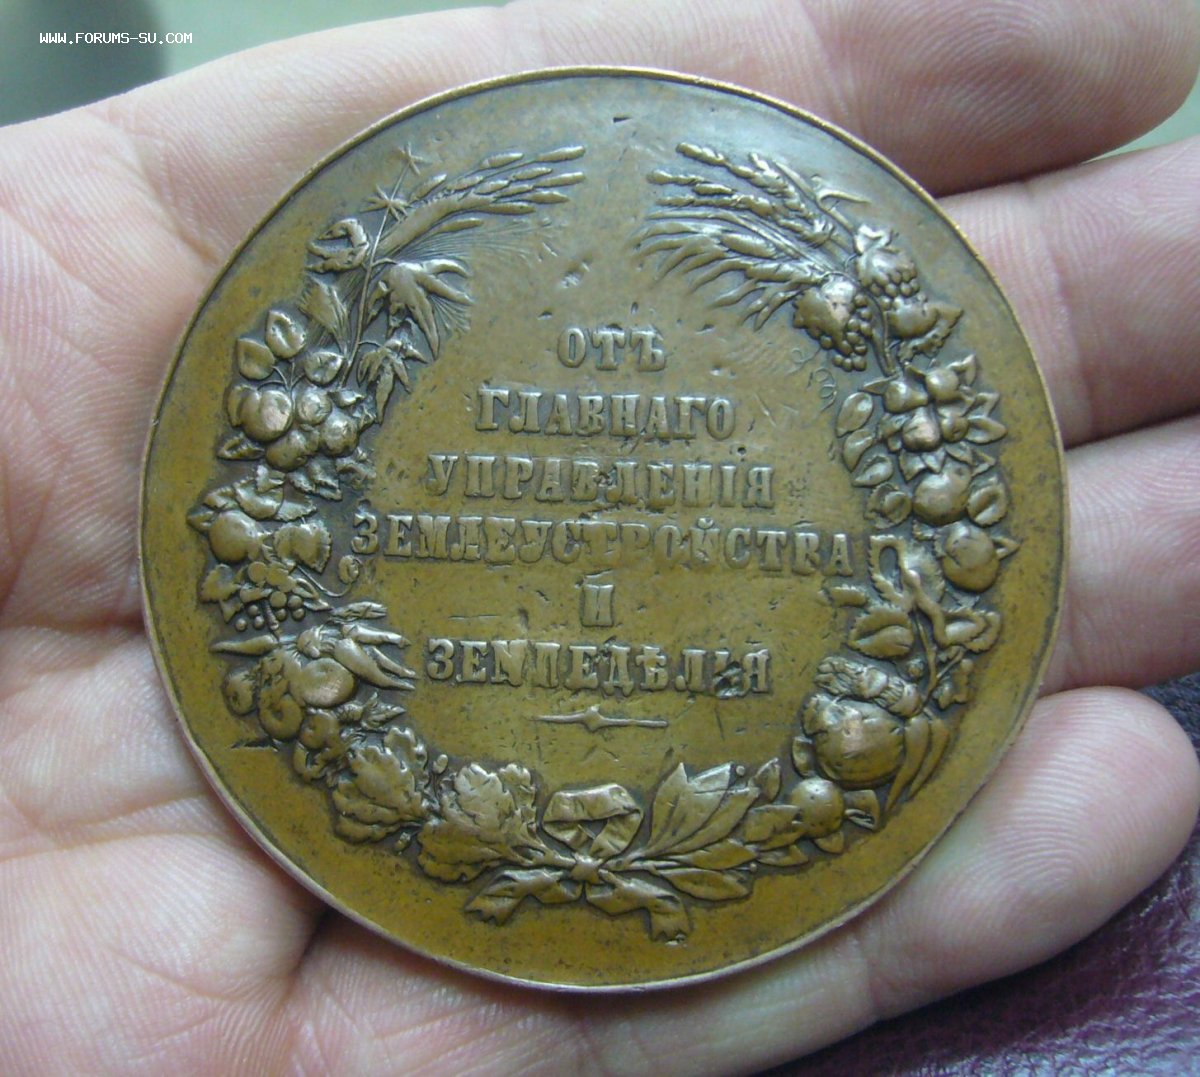 WWW.FORUMS-SU.COM
ОТЪ
ГЛАВНАГО
УПРАВЛЕНІЯ
ЗЕМЛЕУСТРОЙСТВА
И
ЗЕМЛЕДѢЛІЯ